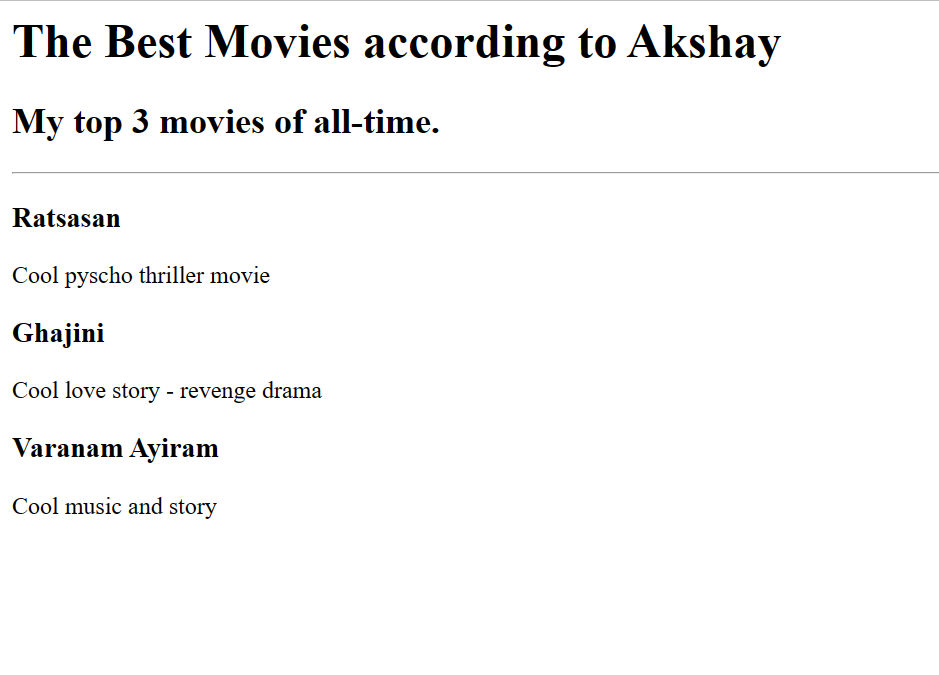 The Best Movies according to Akshay
My top 3 movies of all-time.
Ratsasan
Cool pyscho thriller movie
Ghajini
Cool love story - revenge drama
Varanam Ayiram
Cool music and story